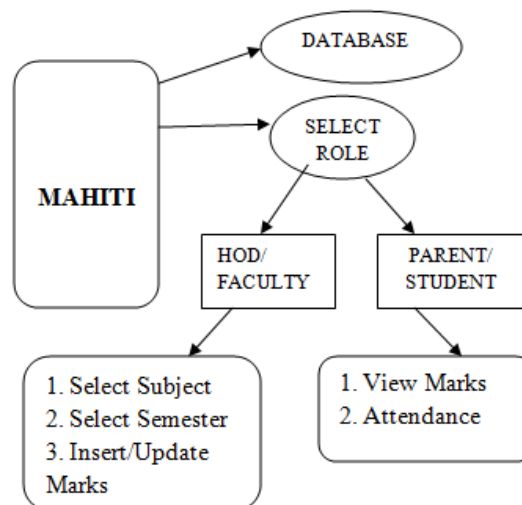 DATABASE
SELECT
ROLE
MAHITI
HOD/
FACULTY
PARENT/
STUDENT
1. Select Subject
2. Select Semester
3. Insert/Update
Marks
1. View Marks
2. Attendance